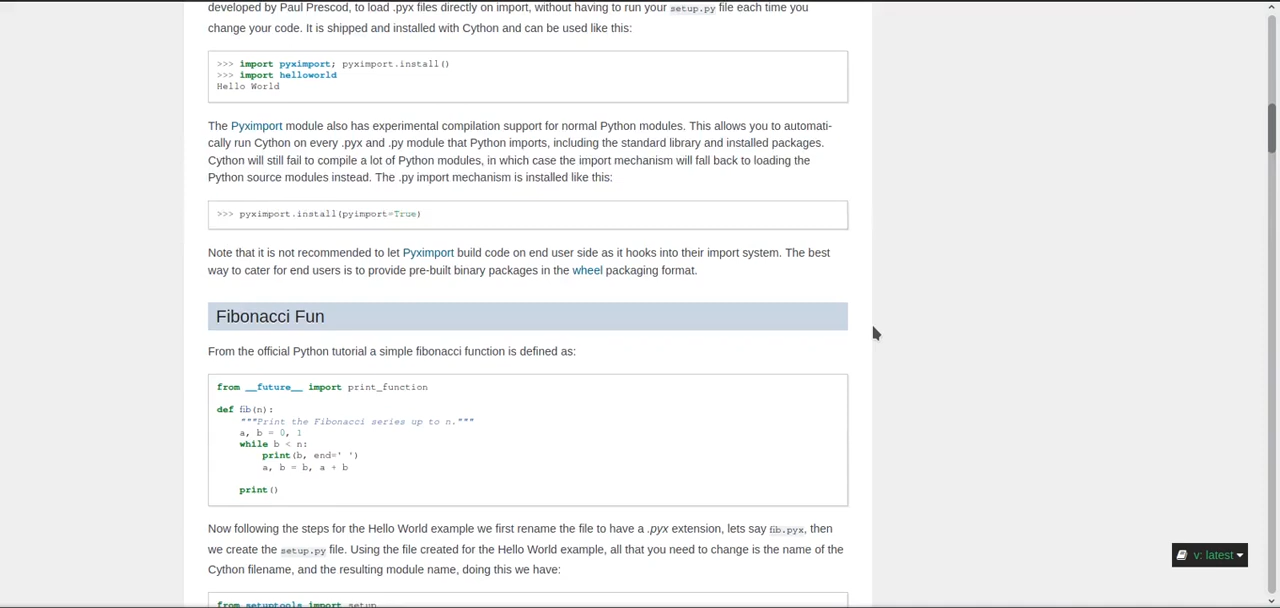 developed by Paul Prescod, to load .pyx files directly on import, without having to run your setup.py file each time you
change your code. It is shipped and installed with Cython and can be used like this:
>>> import pyximport; pyximport.install()
>>> import helloworld
Hello World
The Pyximport module also has experimental compilation support for normal Python modules. This allows you to automati-
cally run Cython on every .pyx and .py module that Python imports, including the standard library and installed packages.
Cython will still fail to compile a lot of Python modules, in which case the import mechanism will fall back to loading the
Python source modules instead. The .py import mechanism is installed like this:
>>> pyximport.install(pyimport=True)
Note that it is not recommended to let Pyximport build code on end user side as it hooks into their import system. The best
way to cater for end users is to provide pre-built binary packages in the wheel packaging format.
Fibonacci Fun
From the official Python tutorial a simple fibonacci function is defined as:
from __future__ import print_function
def fib(n):
    """Print the Fibonacci series up to n."""
    a, b = 0, 1
    while b < n:
        print(b, end=' ')
        a, b = b, a + b
    print()
Now following the steps for the Hello World example we first rename the file to have a .pyx extension, lets say fib.pyx, then
we create the setup.py file. Using the file created for the Hello World example, all that you need to change is the name of the
Cython filename, and the resulting module name, doing this we have:
from setuptools import setup
v: latest